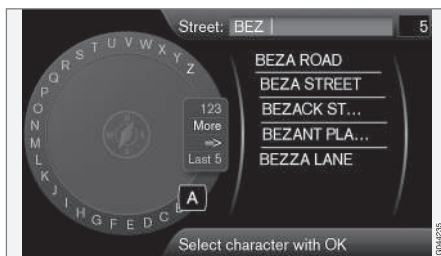 Street: BEZ | 5
BEZA ROAD
BEZA STREET
BEZACK ST...
BEZANT PLA...
BEZZA LANE
Z
Y
X
W
V
U
T
S
R
Q
P
O
N
M
L
K
J
I
H
G
F
E
D
C
A
123
More
=>
Last 5
Select character with OK
G044235